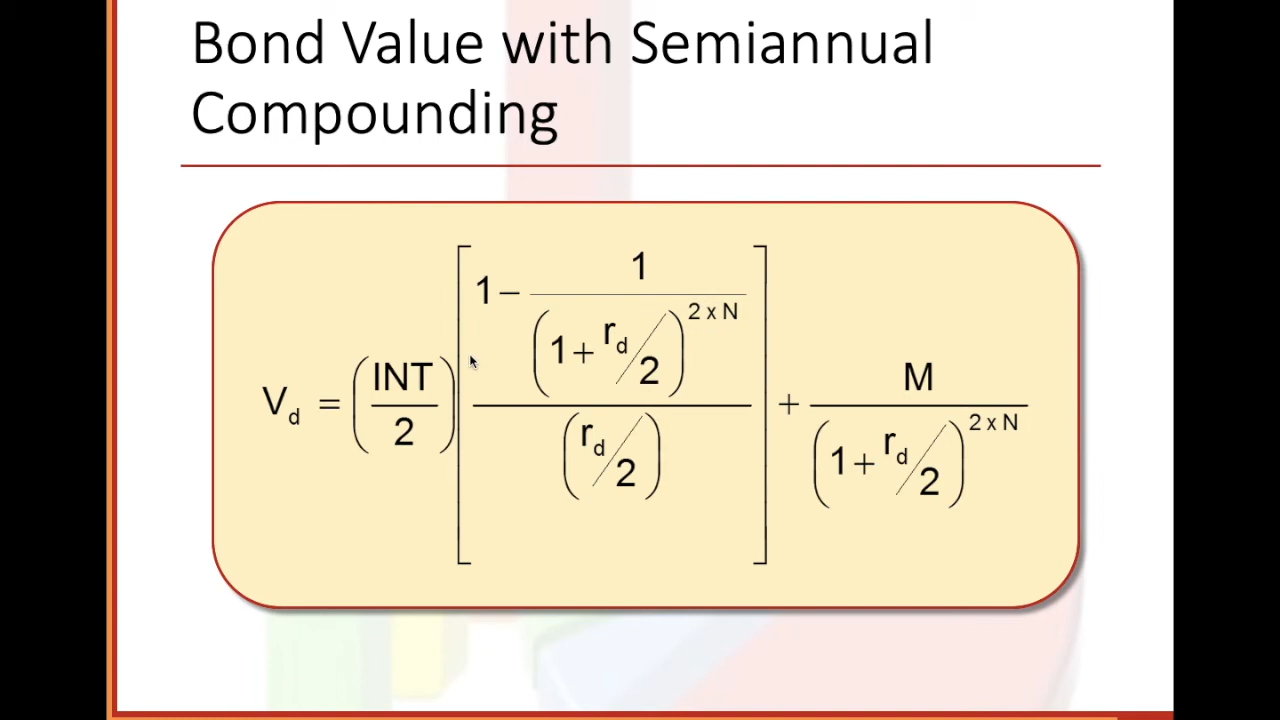 Bond Value with Semiannual
Compounding
V_d = (INT/2) [ (1 − 1/(1 + r_d/2)^(2 x N)) / (r_d/2) ] + M/(1 + r_d/2)^(2 x N)